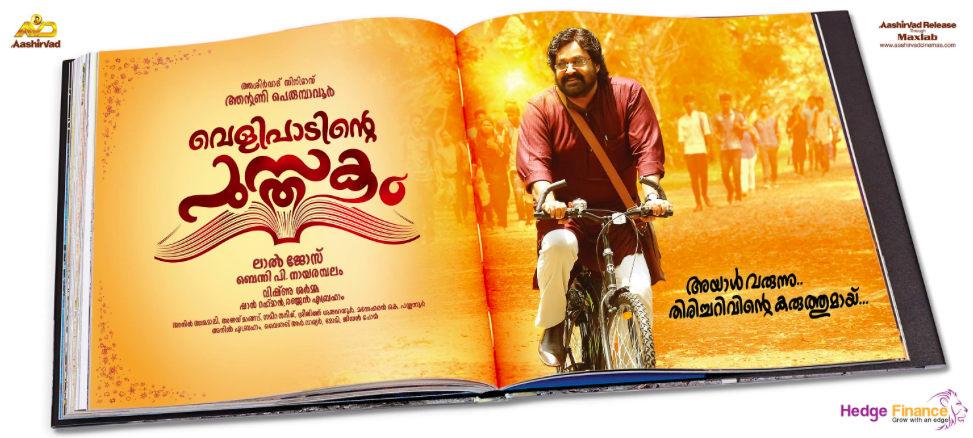 Aashirvad
Aashirvad Release
Through
Maxlab
www.aashirvadcinemas.com
ആശിർവാദ് സിനിമാസ്
ആന്റണി പെരുമ്പാവൂർ
വെളിപാടിന്റെ
പുസ്തകം
ലാൽ ജോസ്
ബെന്നി പി. നായരമ്പലം
വിഷ്ണു ശർമ്മ
ഷാൻ റഹ്മാൻ, രഞ്ജൻ എബ്രഹാം
അയാൾ വരുന്നു..
തിരിച്ചറിവിന്റെ കരുത്തുമായ്...
Hedge Finance
Grow with an edge!